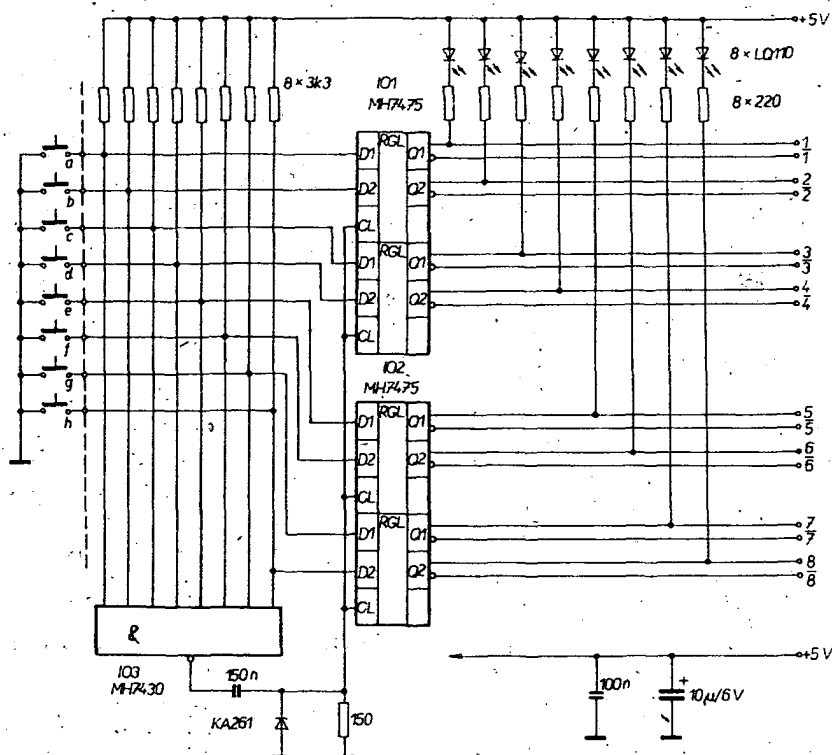 +5V
8×LQ110
8×3k3
IO1
MH7475
8×220
D1 RGL Q1
1
1̅
a
D2 Q2
2
2̅
b
CL
c
D1 RGL Q1
3
3̅
d
D2 Q2
4
4̅
e
CL
f
IO2
MH7475
g
D1 RGL Q1
5
5̅
h
D2 Q2
6
6̅
CL
D1 RGL Q1
7
7̅
D2 Q2
8
8̅
CL
&
+5V
IO3
MH7430
150n
100n
+
10μ/6V
KA261
150